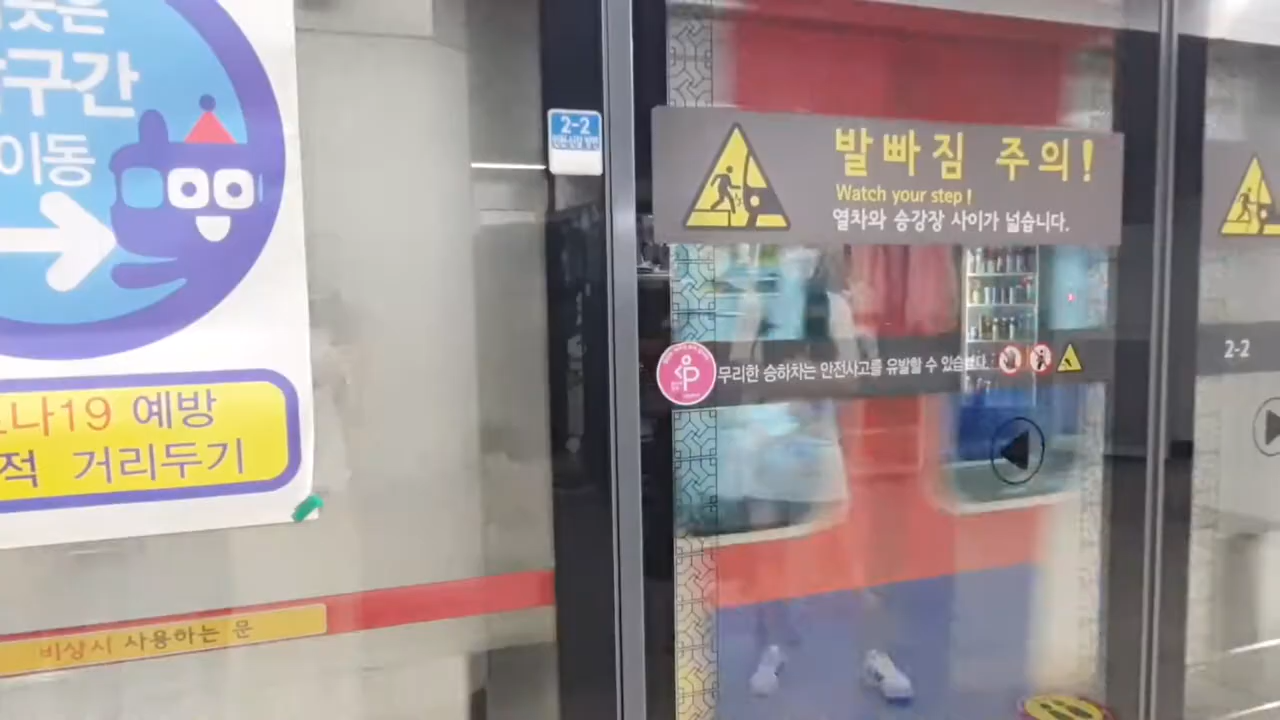 구간
이동
나19 예방
적 거리두기
비상시 사용하는 문
2-2
발빠짐 주의!
Watch your step!
열차와 승강장 사이가 넓습니다.
무리한 승하차는 안전사고를 유발할 수 있습니다.
2-2